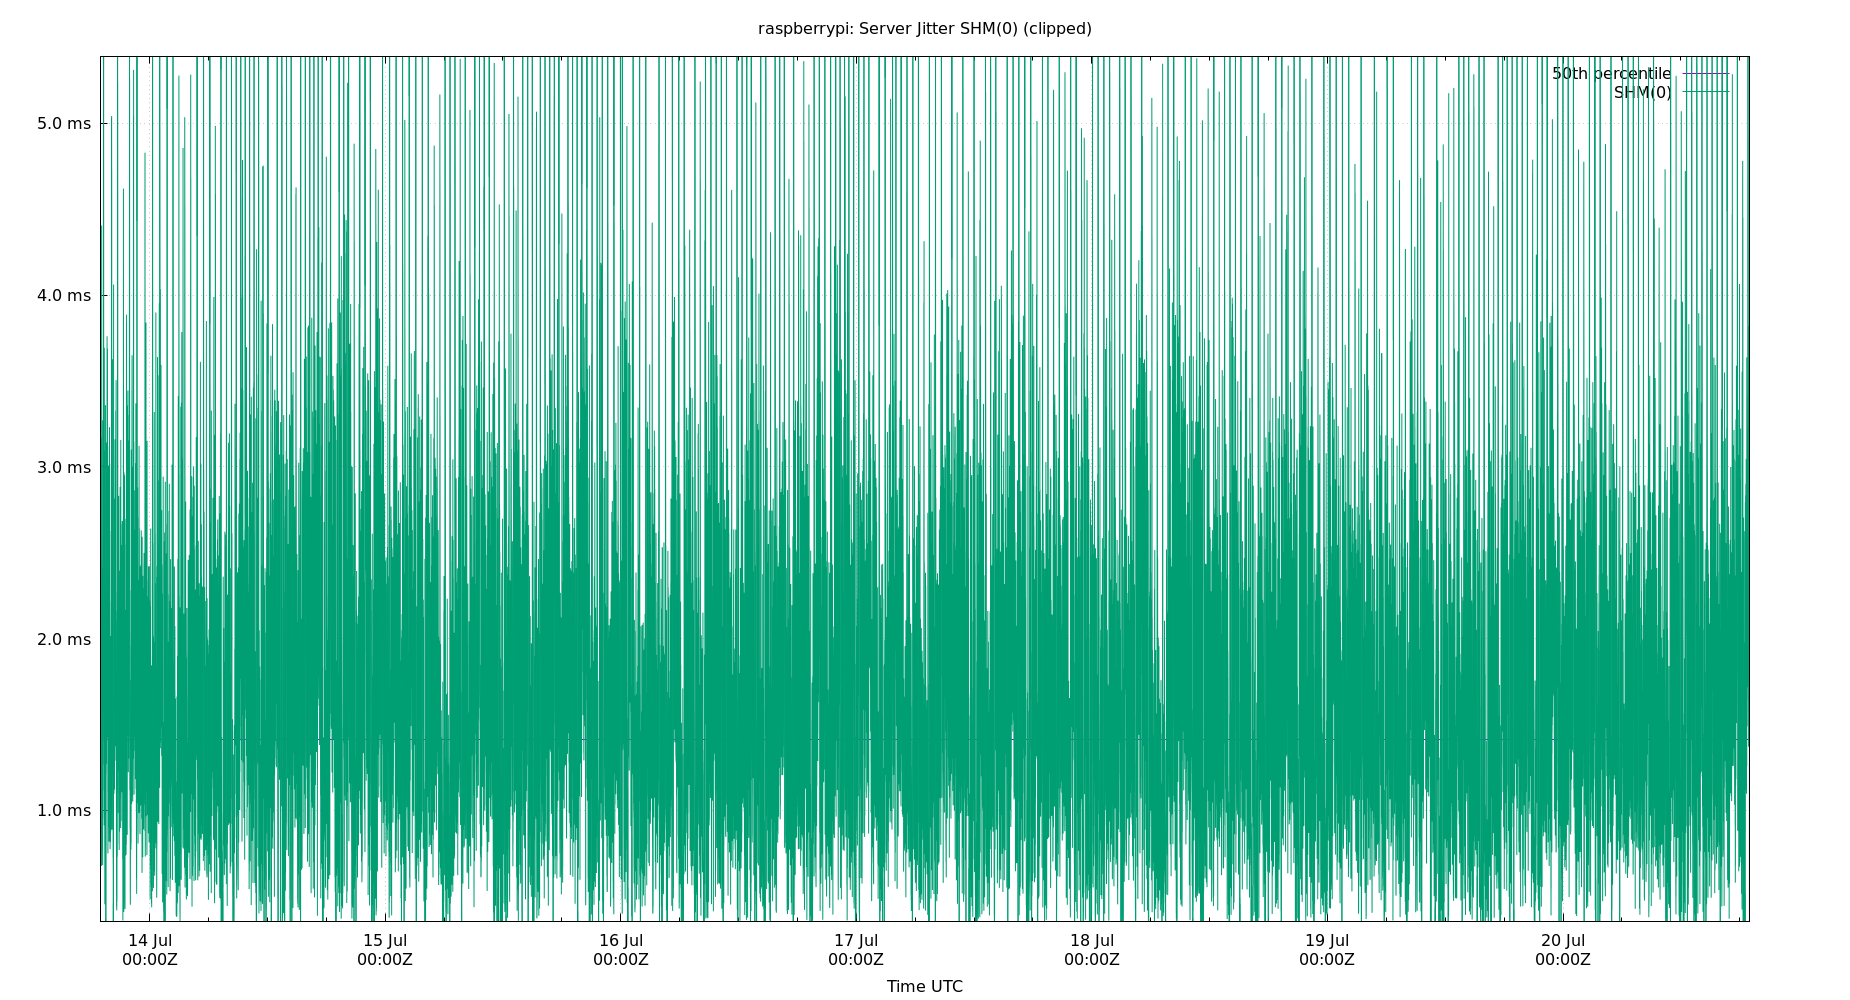 raspberrypi: Server Jitter SHM(0) (clipped)
50th percentile
SHM(0)
5.0 ms
4.0 ms
3.0 ms
2.0 ms
1.0 ms
14 Jul 15 Jul 16 Jul 17 Jul 18 Jul 19 Jul 20 Jul
00:00Z 00:00Z 00:00Z 00:00Z 00:00Z 00:00Z 00:00Z
Time UTC